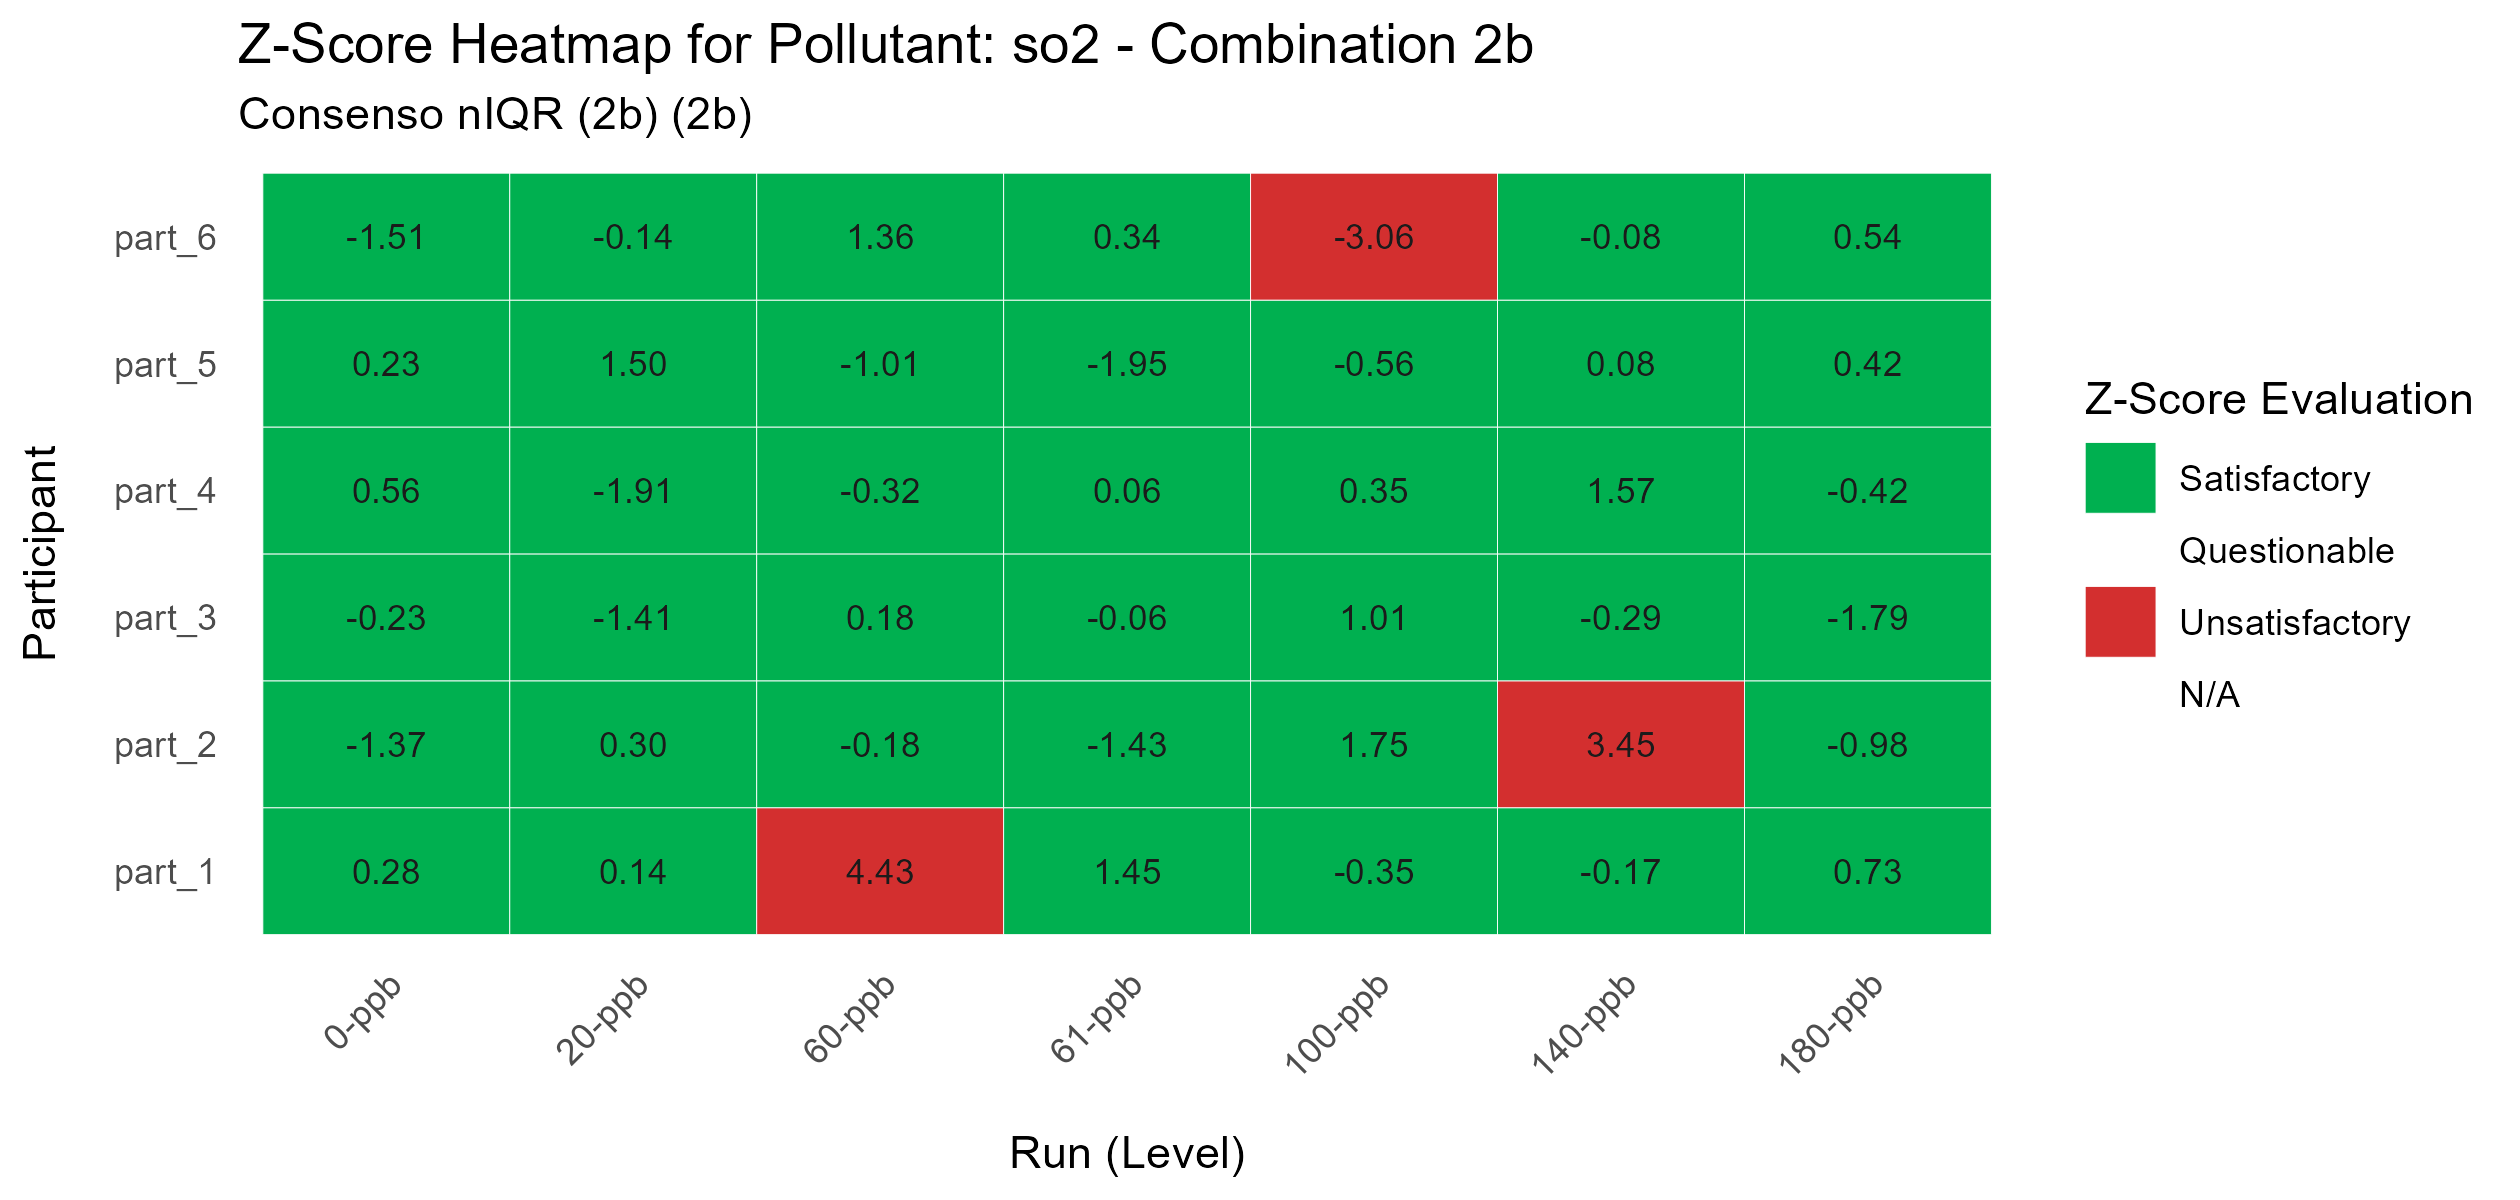 Z-Score Heatmap for Pollutant: so2 - Combination 2b
Consenso nIQR (2b) (2b)
Participant
part_6 -1.51 -0.14 1.36 0.34 -3.06 -0.08 0.54
part_5 0.23 1.50 -1.01 -1.95 -0.56 0.08 0.42
part_4 0.56 -1.91 -0.32 0.06 0.35 1.57 -0.42
part_3 -0.23 -1.41 0.18 -0.06 1.01 -0.29 -1.79
part_2 -1.37 0.30 -0.18 -1.43 1.75 3.45 -0.98
part_1 0.28 0.14 4.43 1.45 -0.35 -0.17 0.73
0-ppb 20-ppb 60-ppb 61-ppb 100-ppb 140-ppb 180-ppb
Run (Level)
Z-Score Evaluation
Satisfactory
Questionable
Unsatisfactory
N/A